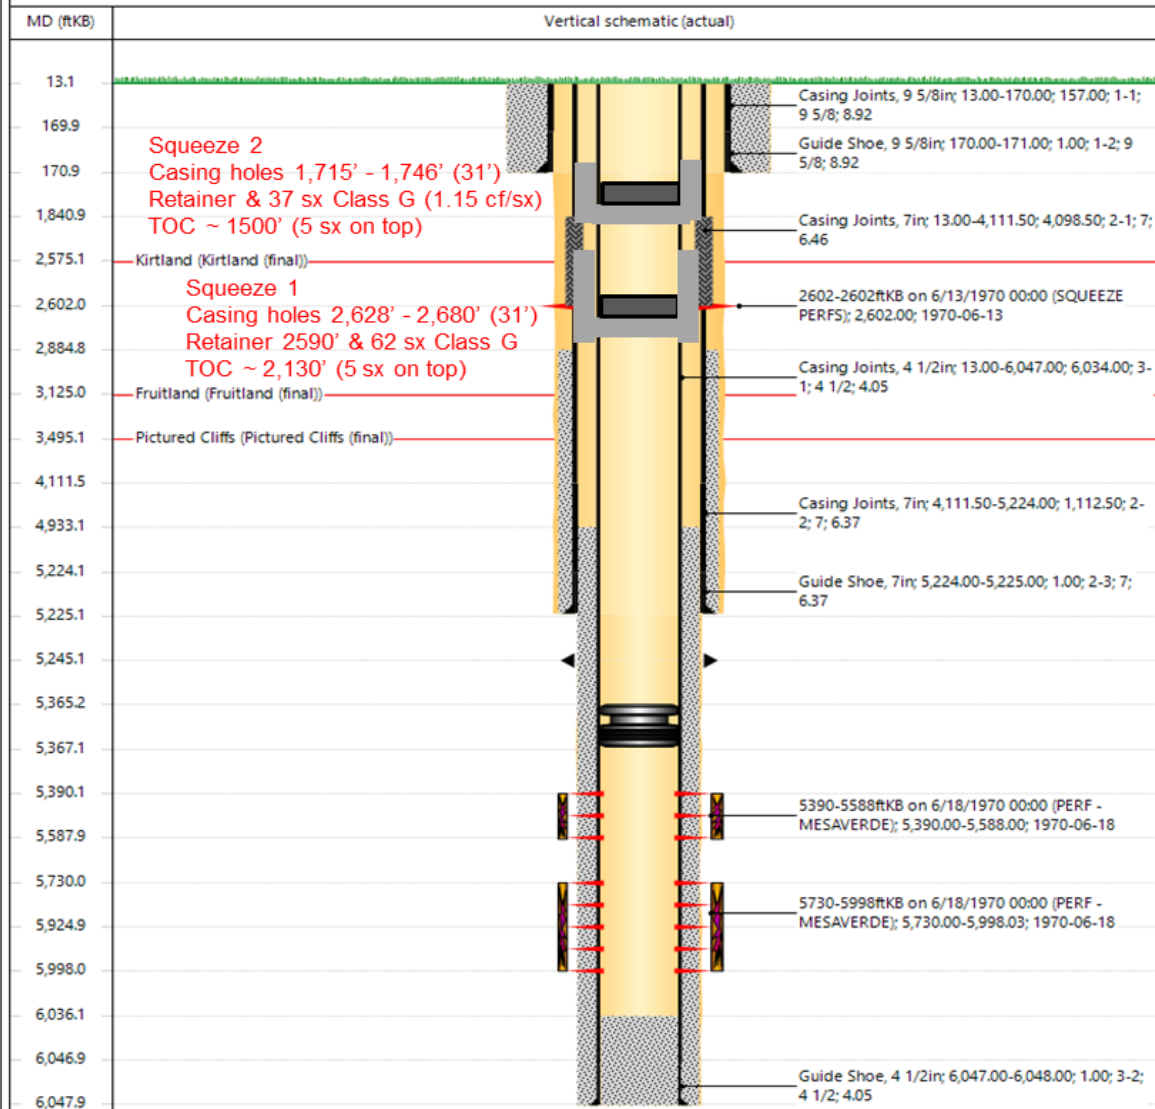 MD (ftKB)
Vertical schematic (actual)
13.1
169.9
170.9
1,840.9
2,575.1
2,602.0
2,884.8
3,125.0
3,495.1
4,111.5
4,933.1
5,224.1
5,225.1
5,245.1
5,365.2
5,367.1
5,390.1
5,587.9
5,730.0
5,924.9
5,998.0
6,036.1
6,046.9
6,047.9
Squeeze 2
Casing holes 1,715’ - 1,746’ (31’)
Retainer & 37 sx Class G (1.15 cf/sx)
TOC ~ 1500’ (5 sx on top)
Kirtland (Kirtland (final))
Squeeze 1
Casing holes 2,628’ - 2,680’ (31’)
Retainer 2590’ & 62 sx Class G
TOC ~ 2,130’ (5 sx on top)
Fruitland (Fruitland (final))
Pictured Cliffs (Pictured Cliffs (final))
Casing Joints, 9 5/8in; 13.00-170.00; 157.00; 1-1;
9 5/8; 8.92
Guide Shoe, 9 5/8in; 170.00-171.00; 1.00; 1-2; 9
5/8; 8.92
Casing Joints, 7in; 13.00-4,111.50; 4,098.50; 2-1; 7;
6.46
2602-2602ftKB on 6/13/1970 00:00 (SQUEEZE
PERFS); 2,602.00; 1970-06-13
Casing Joints, 4 1/2in; 13.00-6,047.00; 6,034.00; 3-
1; 4 1/2; 4.05
Casing Joints, 7in; 4,111.50-5,224.00; 1,112.50; 2-
2; 7; 6.37
Guide Shoe, 7in; 5,224.00-5,225.00; 1.00; 2-3; 7;
6.37
5390-5588ftKB on 6/18/1970 00:00 (PERF -
MESAVERDE); 5,390.00-5,588.00; 1970-06-18
5730-5998ftKB on 6/18/1970 00:00 (PERF -
MESAVERDE); 5,730.00-5,998.03; 1970-06-18
Guide Shoe, 4 1/2in; 6,047.00-6,048.00; 1.00; 3-2;
4 1/2; 4.05